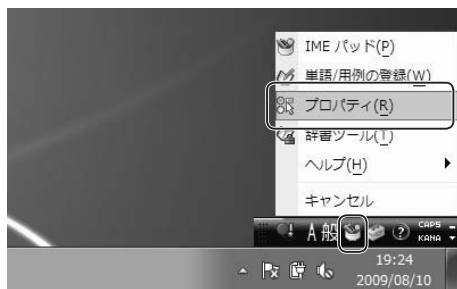 IME パッド(P)
単語/用例の登録(W)
プロパティ(R)
辞書ツール(T)
ヘルプ(H)
キャンセル
A 般 CAPS
KANA
19:24
2009/08/10